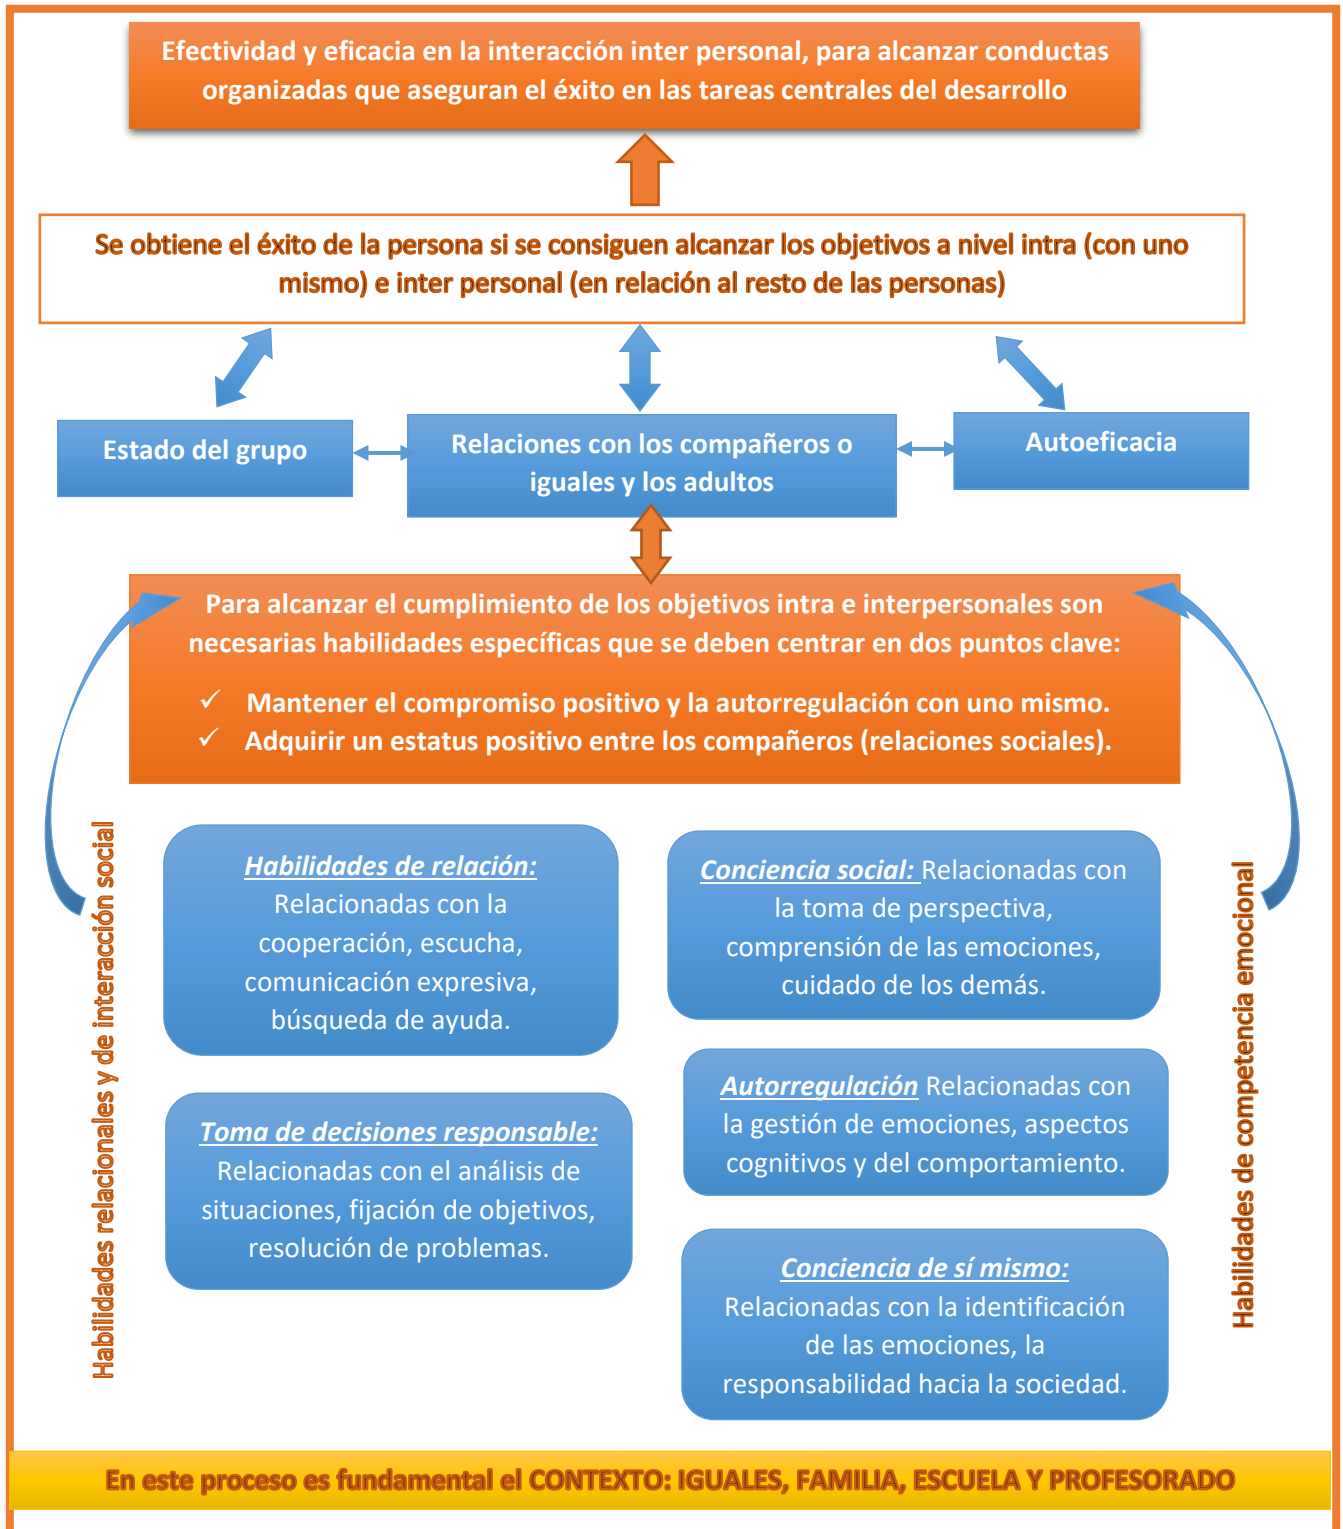 Efectividad y eficacia en la interacción inter personal, para alcanzar conductas
organizadas que aseguran el éxito en las tareas centrales del desarrollo
Se obtiene el éxito de la persona si se consiguen alcanzar los objetivos a nivel intra (con uno
mismo) e inter personal (en relación al resto de las personas)
Estado del grupo
Relaciones con los compañeros o
iguales y los adultos
Autoeficacia
Para alcanzar el cumplimiento de los objetivos intra e interpersonales son
necesarias habilidades específicas que se deben centrar en dos puntos clave:
✓ Mantener el compromiso positivo y la autorregulación con uno mismo.
✓ Adquirir un estatus positivo entre los compañeros (relaciones sociales).
Habilidades relacionales y de interacción social
Habilidades de relación:
Relacionadas con la
cooperación, escucha,
comunicación expresiva,
búsqueda de ayuda.
Toma de decisiones responsable:
Relacionadas con el análisis de
situaciones, fijación de objetivos,
resolución de problemas.
Conciencia social: Relacionadas con
la toma de perspectiva,
comprensión de las emociones,
cuidado de los demás.
Autorregulación Relacionadas con
la gestión de emociones, aspectos
cognitivos y del comportamiento.
Conciencia de sí mismo:
Relacionadas con la identificación
de las emociones, la
responsabilidad hacia la sociedad.
Habilidades de competencia emocional
En este proceso es fundamental el CONTEXTO: IGUALES, FAMILIA, ESCUELA Y PROFESORADO